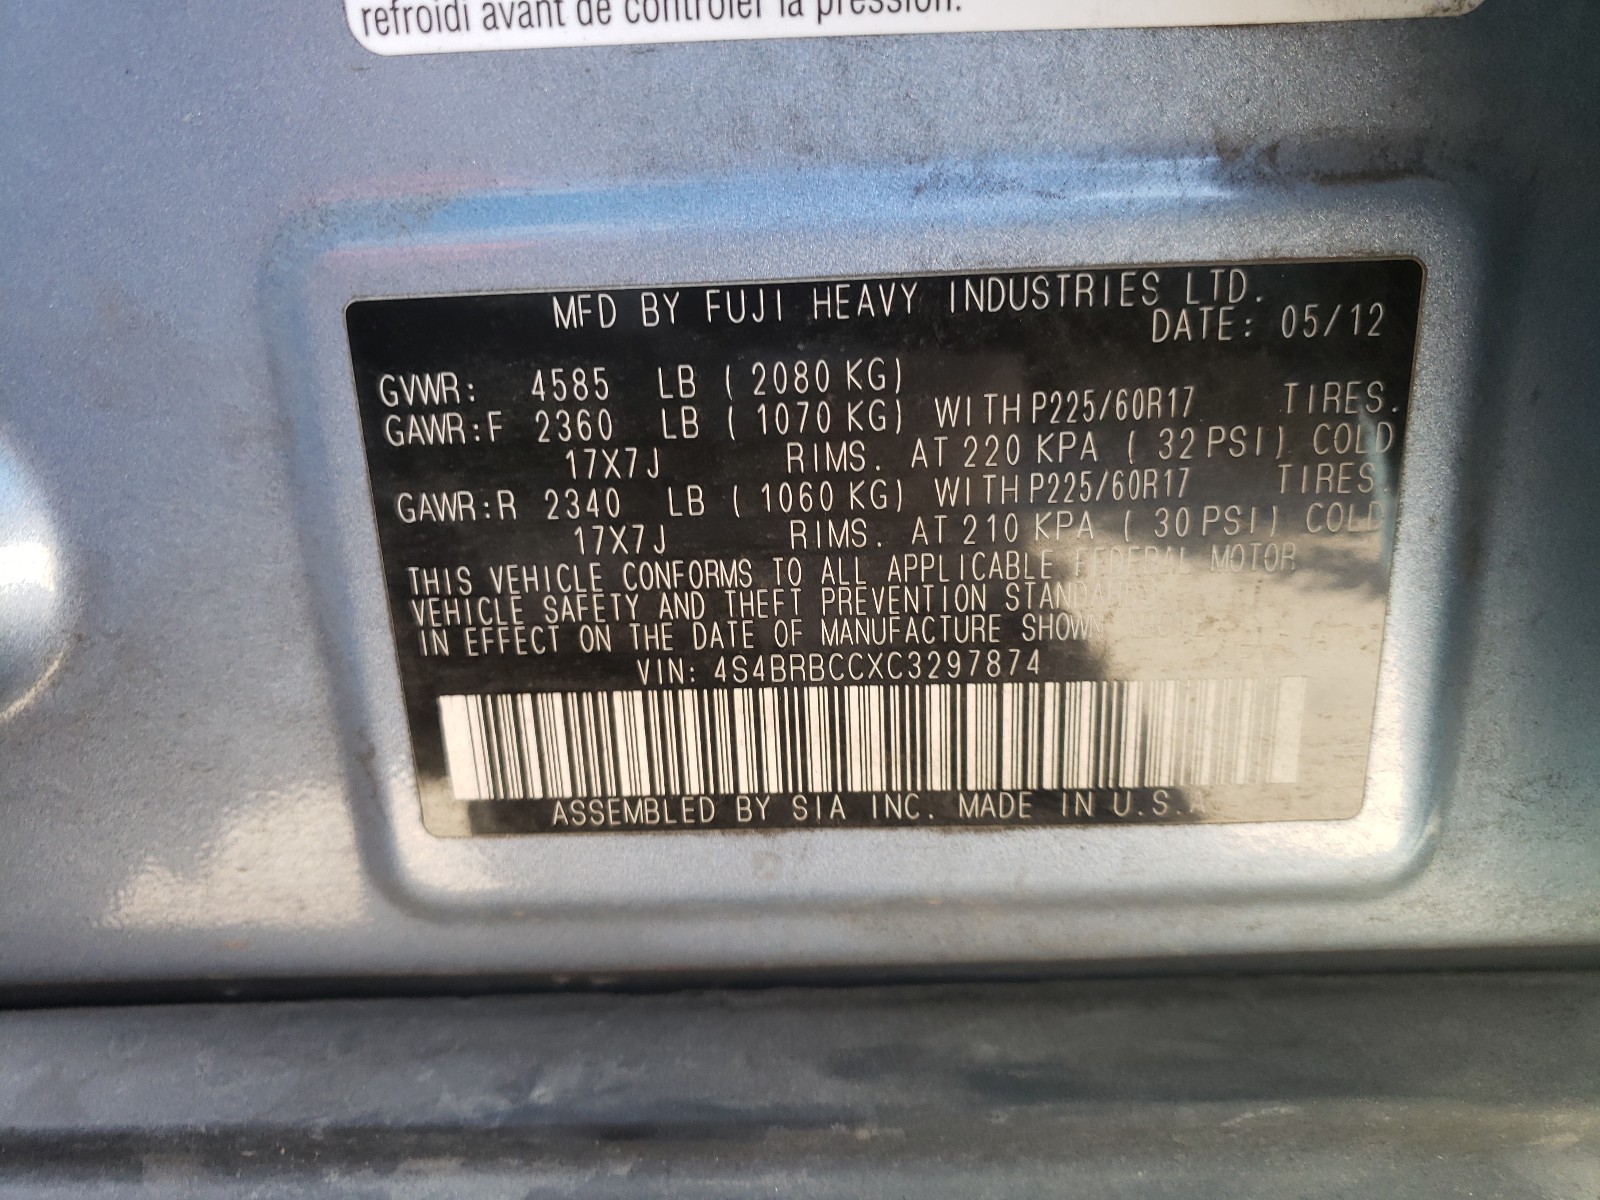 refroidi avant de contrôler la pression.
MFD BY FUJI HEAVY INDUSTRIES LTD.
DATE: 05/12
GVWR: 4585 LB ( 2080 KG)
GAWR:F 2360 LB ( 1070 KG) WITH P225/60R17 TIRES.
17X7J RIMS. AT 220 KPA ( 32 PSI) COLD
GAWR:R 2340 LB ( 1060 KG) WITH P225/60R17 TIRES.
17X7J RIMS. AT 210 KPA ( 30 PSI) COLD
THIS VEHICLE CONFORMS TO ALL APPLICABLE FEDERAL MOTOR
VEHICLE SAFETY AND THEFT PREVENTION
IN EFFECT ON THE DATE OF MANUFACTURE SHOWN
VIN: 4S4BRBCCXC3297874
ASSEMBLED BY SIA INC. MADE IN U.S.A